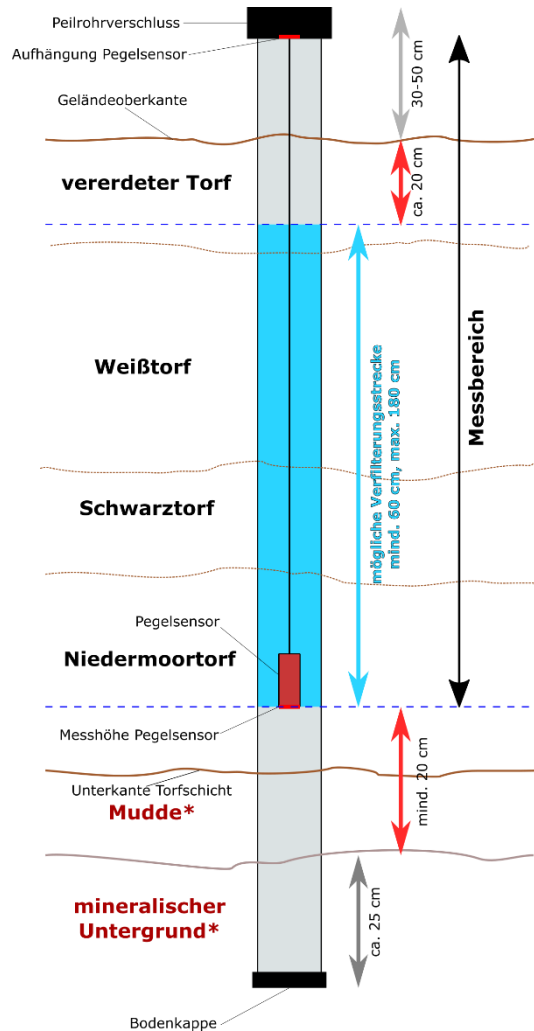 Peilrohrverschluss
Aufhängung Pegelsensor
30-50 cm
Geländeoberkante
vererdeter Torf
ca. 20 cm
Weißtorf
mögliche Verfilterungsstrecke
mind. 60 cm, max. 180 cm
Messbereich
Schwarztorf
Pegelsensor
Niedermoortorf
Messhöhe Pegelsensor
mind. 20 cm
Unterkante Torfschicht
Mudde*
mineralischer
Untergrund*
ca. 25 cm
Bodenkappe